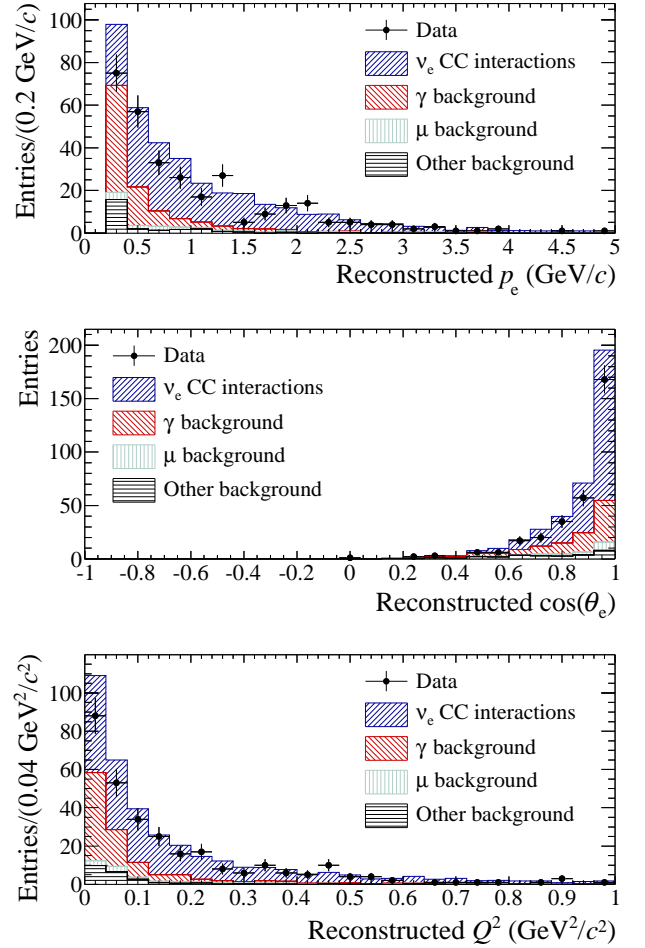 Entries/(0.2 GeV/c)
100
80
60
40
20
0
Data
νe CC interactions
γ background
μ background
Other background
0 0.5 1 1.5 2 2.5 3 3.5 4 4.5 5
Reconstructed pe (GeV/c)
Entries
200
150
100
50
0
Data
νe CC interactions
γ background
μ background
Other background
-1 -0.8 -0.6 -0.4 -0.2 0 0.2 0.4 0.6 0.8 1
Reconstructed cos(θe)
Entries/(0.04 GeV²/c²)
100
80
60
40
20
0
Data
νe CC interactions
γ background
μ background
Other background
0 0.1 0.2 0.3 0.4 0.5 0.6 0.7 0.8 0.9 1
Reconstructed Q² (GeV²/c²)